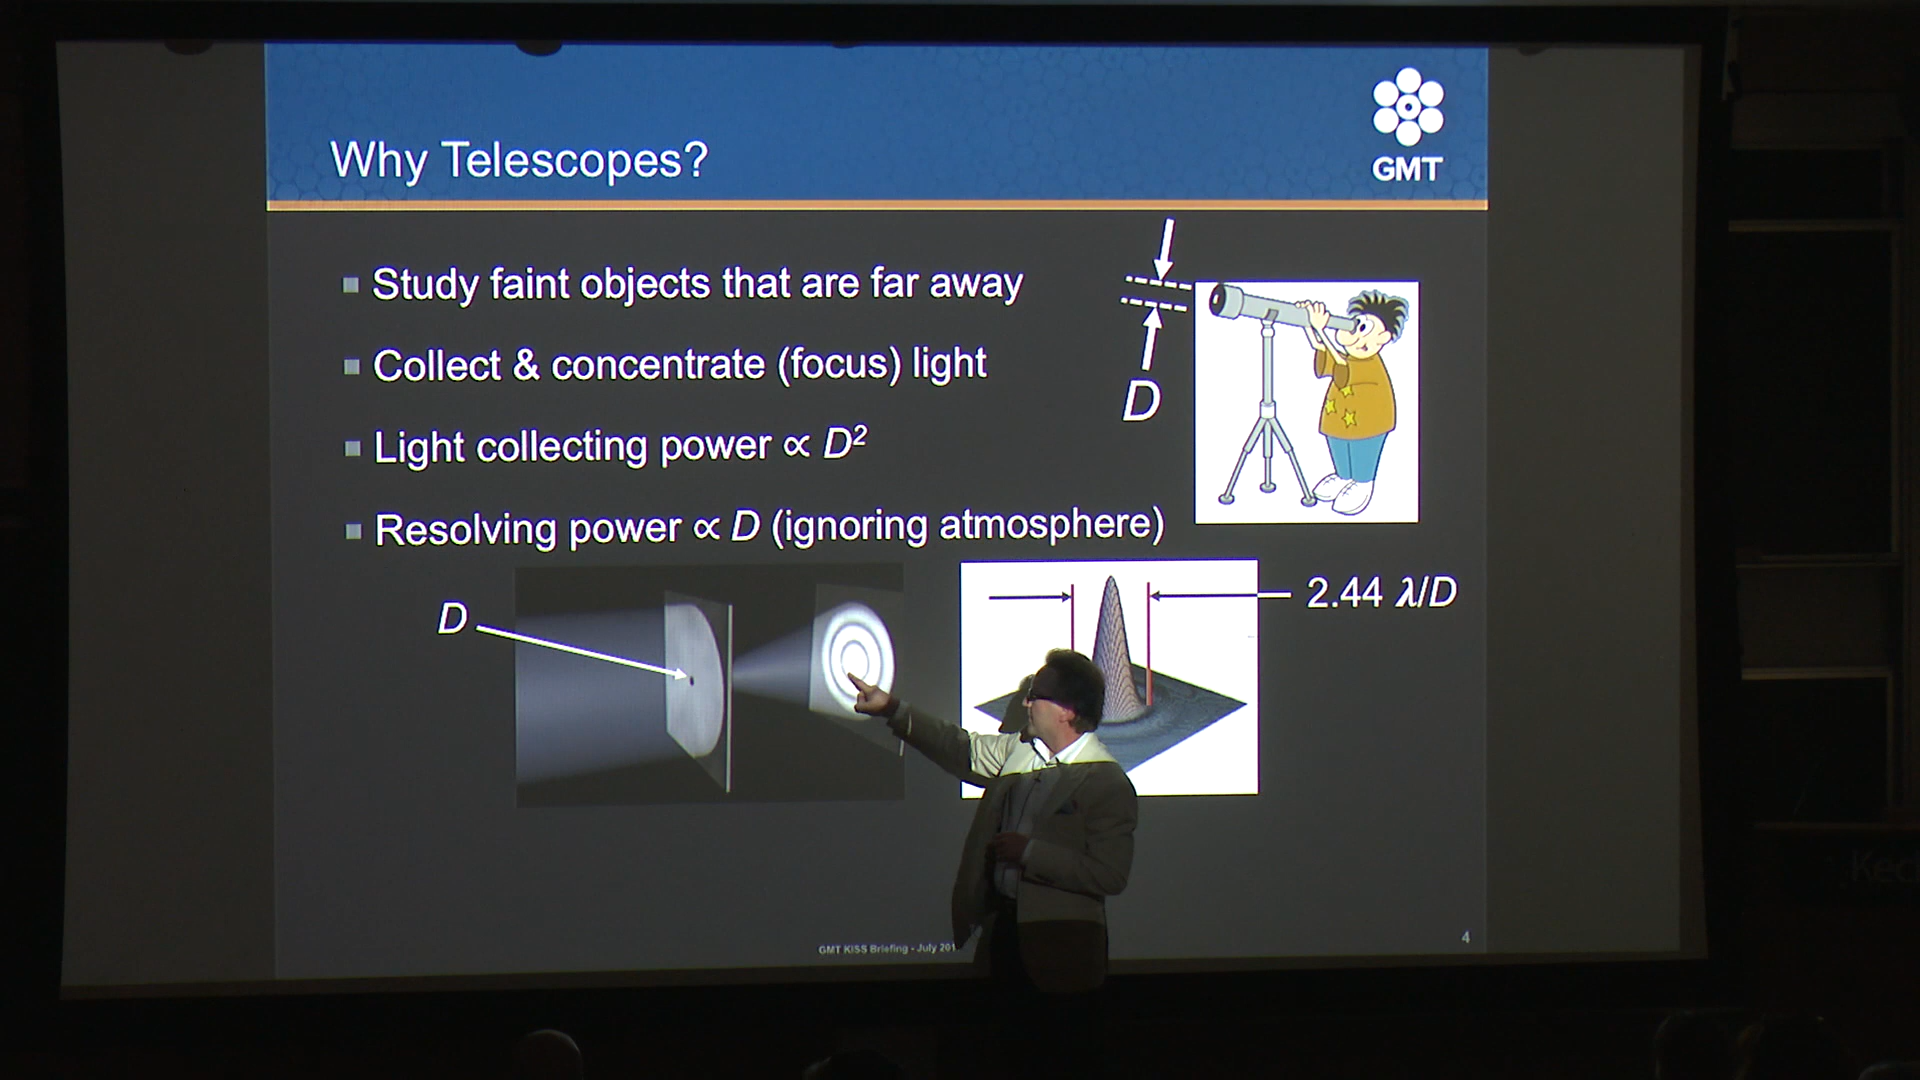 Why Telescopes?
GMT
Study faint objects that are far away
Collect & concentrate (focus) light
Light collecting power ∝ D²
Resolving power ∝ D (ignoring atmosphere)
D
D
2.44 λ/D
GMT KISS Briefing - July
4